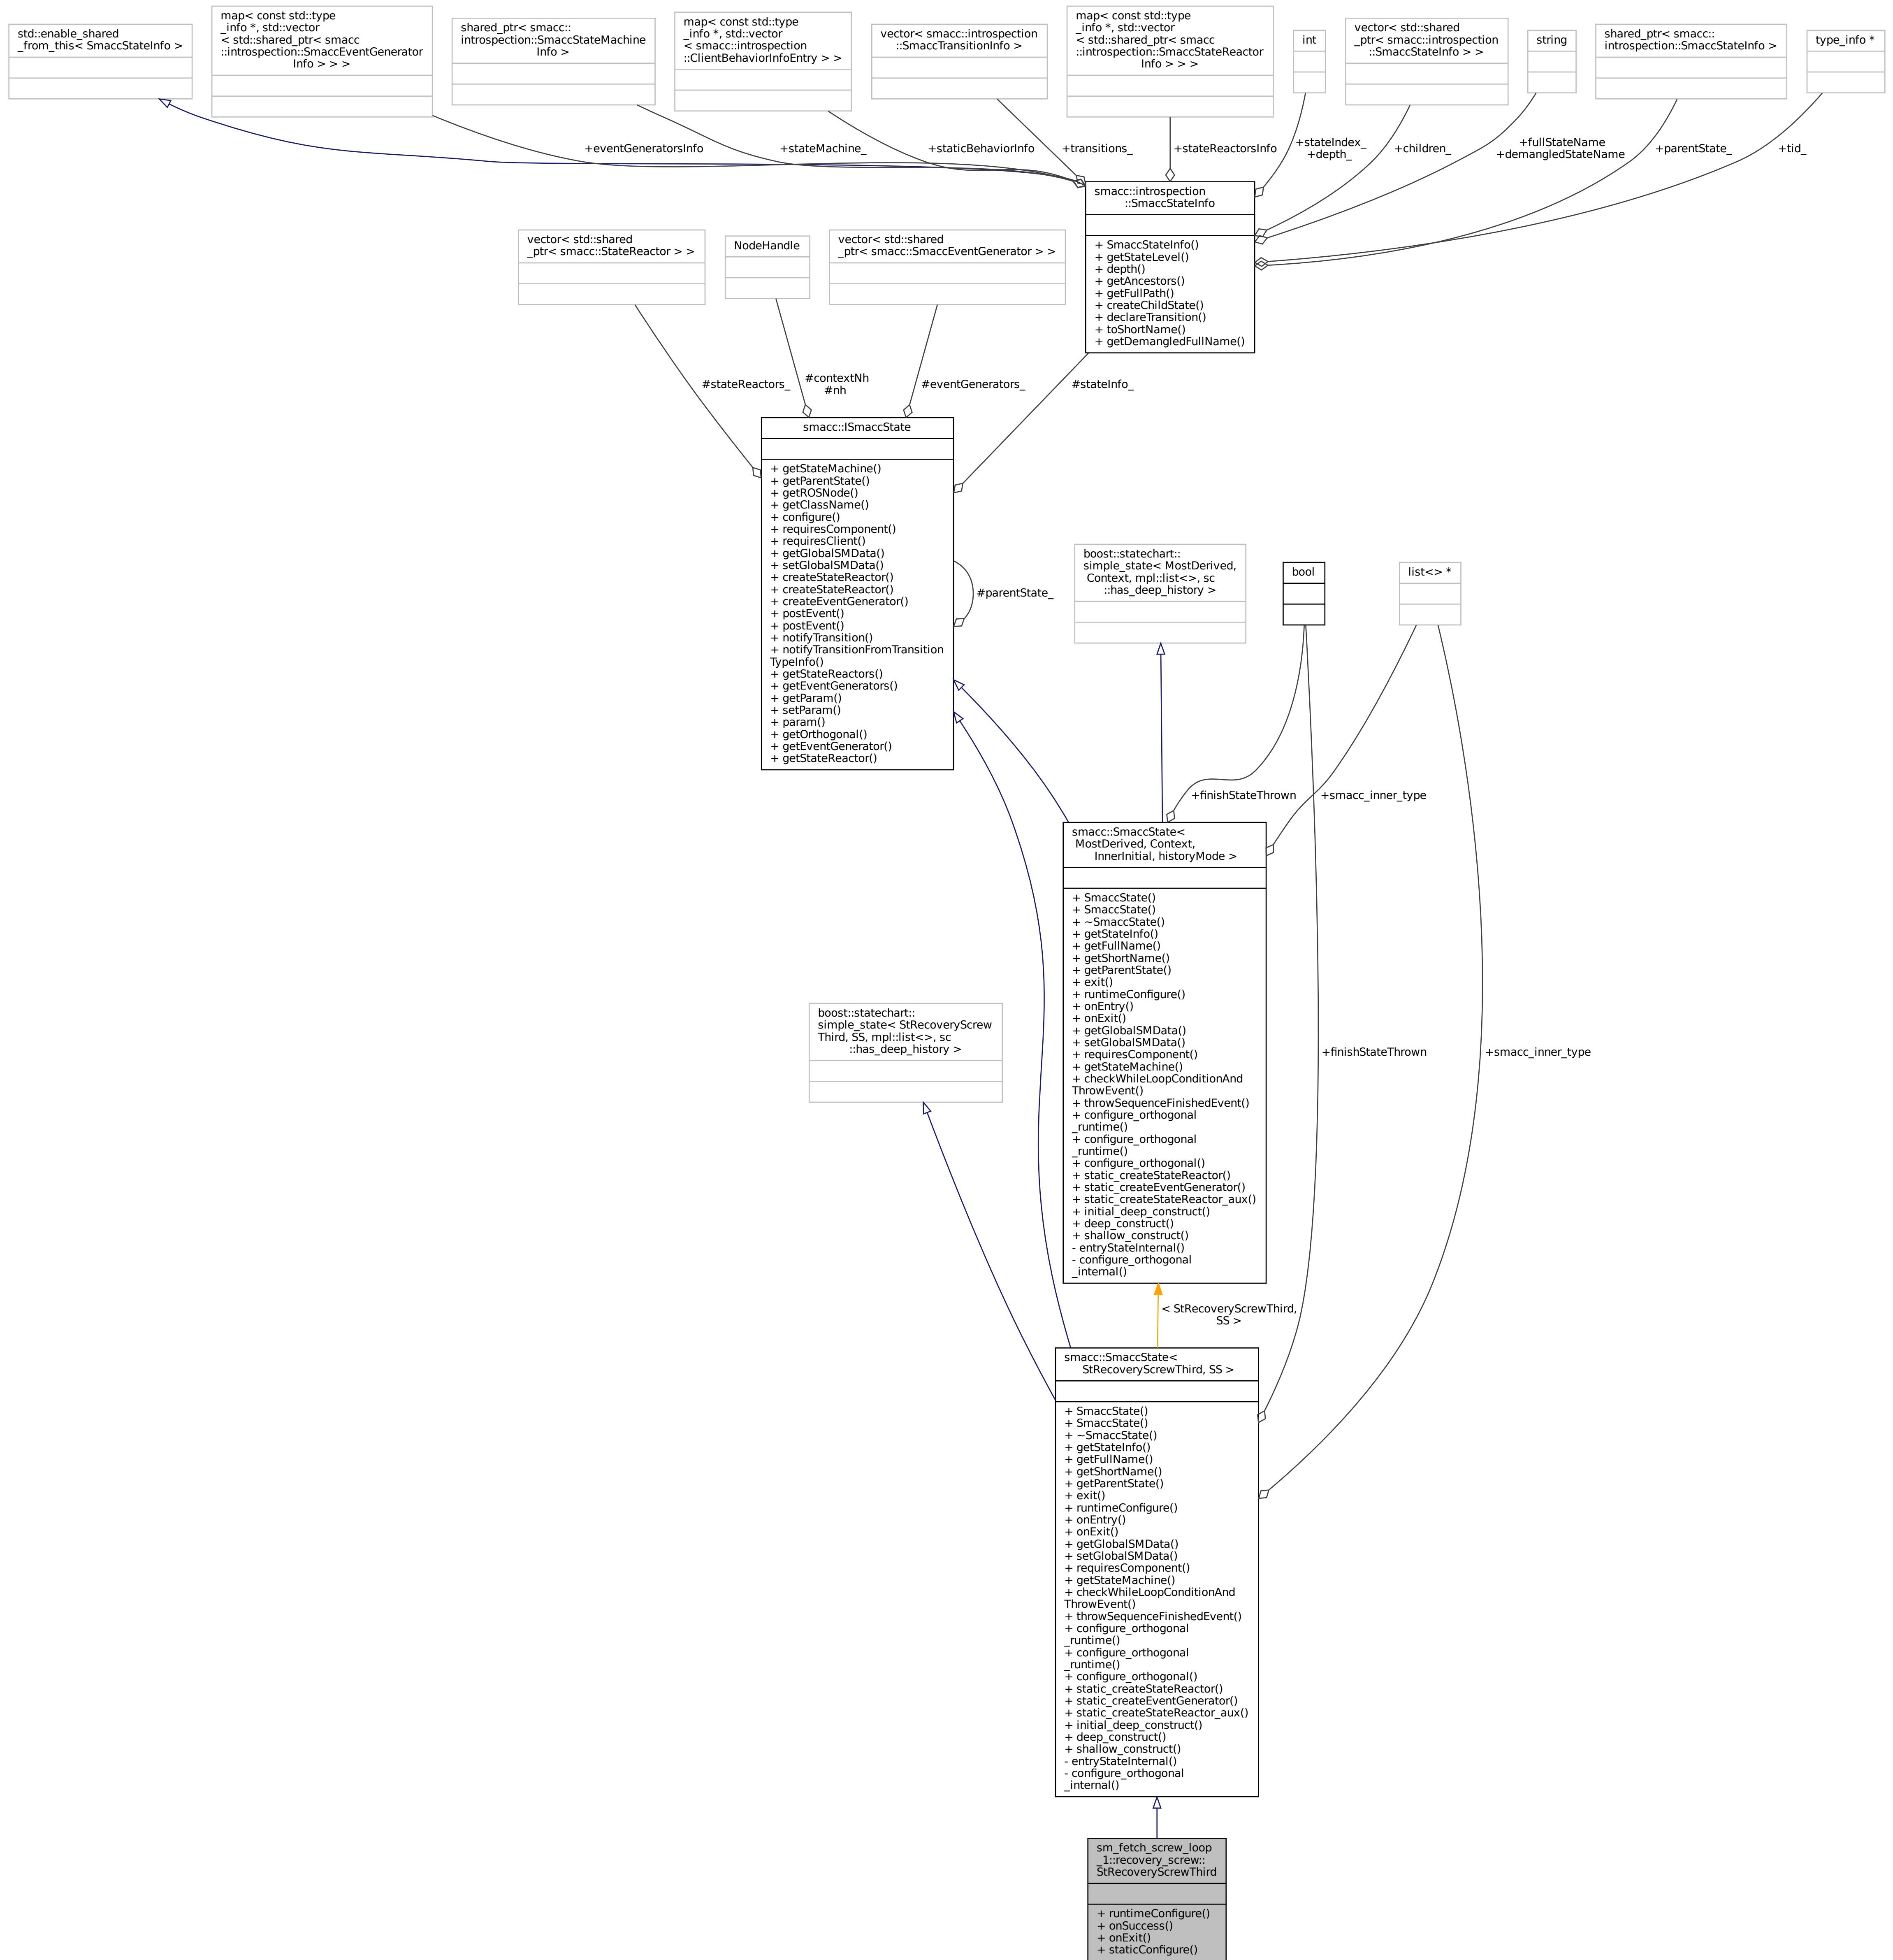 std::enable_shared
_from_this< SmaccStateInfo >
map< const std::type
_info *, std::vector
< std::shared_ptr< smacc
::introspection::SmaccEventGenerator
Info > > >
shared_ptr< smacc::
introspection::SmaccStateMachine
Info >
map< const std::type
_info *, std::vector
< smacc::introspection
::ClientBehaviorInfoEntry > >
vector< smacc::introspection
::SmaccTransitionInfo >
map< const std::type
_info *, std::vector
< std::shared_ptr< smacc
::introspection::SmaccStateReactor
Info > > >
int
vector< std::shared
_ptr< smacc::introspection
::SmaccStateInfo > >
string
shared_ptr< smacc::
introspection::SmaccStateInfo >
type_info *
+eventGeneratorsInfo
+stateMachine_
+staticBehaviorInfo
+transitions_
+stateReactorsInfo
+stateIndex_
+depth_
+children_
+fullStateName
+demangledStateName
+parentState_
+tid_
smacc::introspection
::SmaccStateInfo
+ SmaccStateInfo()
+ getStateLevel()
+ depth()
+ getAncestors()
+ getFullPath()
+ createChildState()
+ declareTransition()
+ toShortName()
+ getDemangledFullName()
vector< std::shared
_ptr< smacc::StateReactor > >
NodeHandle
vector< std::shared
_ptr< smacc::SmaccEventGenerator > >
#stateReactors_
#contextNh
#nh
#eventGenerators_
#stateInfo_
smacc::ISmaccState
+ getStateMachine()
+ getParentState()
+ getROSNode()
+ getClassName()
+ configure()
+ requiresComponent()
+ requiresClient()
+ getGlobalSMData()
+ setGlobalSMData()
+ createStateReactor()
+ createStateReactor()
+ createEventGenerator()
+ postEvent()
+ postEvent()
+ notifyTransition()
+ notifyTransitionFromTransition
TypeInfo()
+ getStateReactors()
+ getEventGenerators()
+ getParam()
+ setParam()
+ param()
+ getOrthogonal()
+ getEventGenerator()
+ getStateReactor()
#parentState_
boost::statechart::
simple_state< MostDerived,
Context, mpl::list<>, sc
::has_deep_history >
bool
list<> *
+finishStateThrown
+smacc_inner_type
smacc::SmaccState<
MostDerived, Context,
InnerInitial, historyMode >
+ SmaccState()
+ SmaccState()
+ ~SmaccState()
+ getStateInfo()
+ getFullName()
+ getShortName()
+ getParentState()
+ exit()
+ runtimeConfigure()
+ onEntry()
+ onExit()
+ getGlobalSMData()
+ setGlobalSMData()
+ requiresComponent()
+ getStateMachine()
+ checkWhileLoopConditionAnd
ThrowEvent()
+ throwSequenceFinishedEvent()
+ configure_orthogonal
_runtime()
+ configure_orthogonal
_runtime()
+ configure_orthogonal()
+ static_createStateReactor()
+ static_createEventGenerator()
+ static_createStateReactor_aux()
+ initial_deep_construct()
+ deep_construct()
+ shallow_construct()
- entryStateInternal()
- configure_orthogonal
_internal()
boost::statechart::
simple_state< StRecoveryScrew
Third, SS, mpl::list<>, sc
::has_deep_history >
+finishStateThrown
+smacc_inner_type
< StRecoveryScrewThird,
SS >
smacc::SmaccState<
StRecoveryScrewThird, SS >
+ SmaccState()
+ SmaccState()
+ ~SmaccState()
+ getStateInfo()
+ getFullName()
+ getShortName()
+ getParentState()
+ exit()
+ runtimeConfigure()
+ onEntry()
+ onExit()
+ getGlobalSMData()
+ setGlobalSMData()
+ requiresComponent()
+ getStateMachine()
+ checkWhileLoopConditionAnd
ThrowEvent()
+ throwSequenceFinishedEvent()
+ configure_orthogonal
_runtime()
+ configure_orthogonal
_runtime()
+ configure_orthogonal()
+ static_createStateReactor()
+ static_createEventGenerator()
+ static_createStateReactor_aux()
+ initial_deep_construct()
+ deep_construct()
+ shallow_construct()
- entryStateInternal()
- configure_orthogonal
_internal()
sm_fetch_screw_loop
_1::recovery_screw::
StRecoveryScrewThird
+ runtimeConfigure()
+ onSuccess()
+ onExit()
+ staticConfigure()